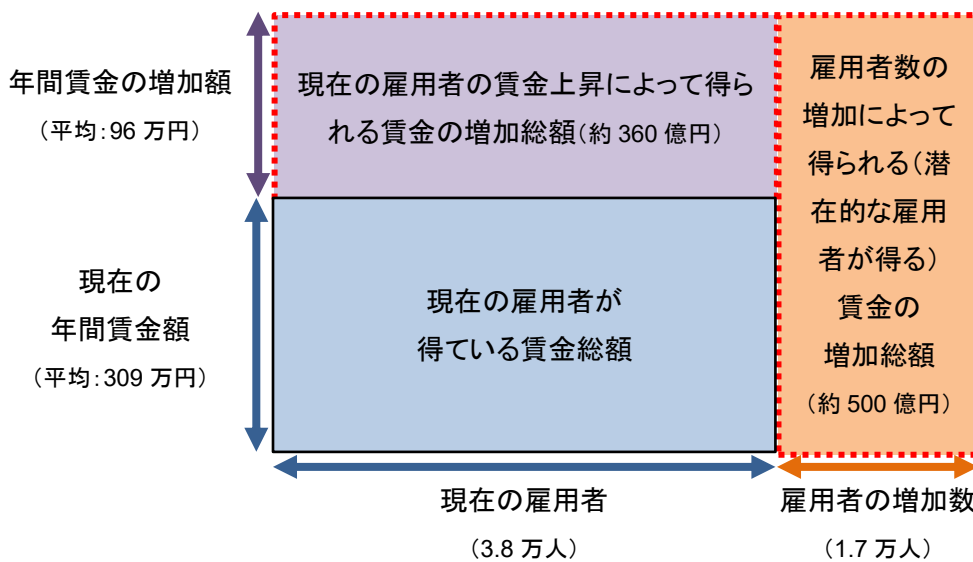 年間賃金の増加額
（平均：96 万円）
現在の雇用者の賃金上昇によって得ら
れる賃金の増加総額（約 360 億円）
雇用者数の
増加によって
得られる（潜
在的な雇用
者が得る）
賃金の
増加総額
（約 500 億円）
現在の
年間賃金額
（平均：309 万円）
現在の雇用者が
得ている賃金総額
現在の雇用者
（3.8 万人）
雇用者の増加数
（1.7 万人）